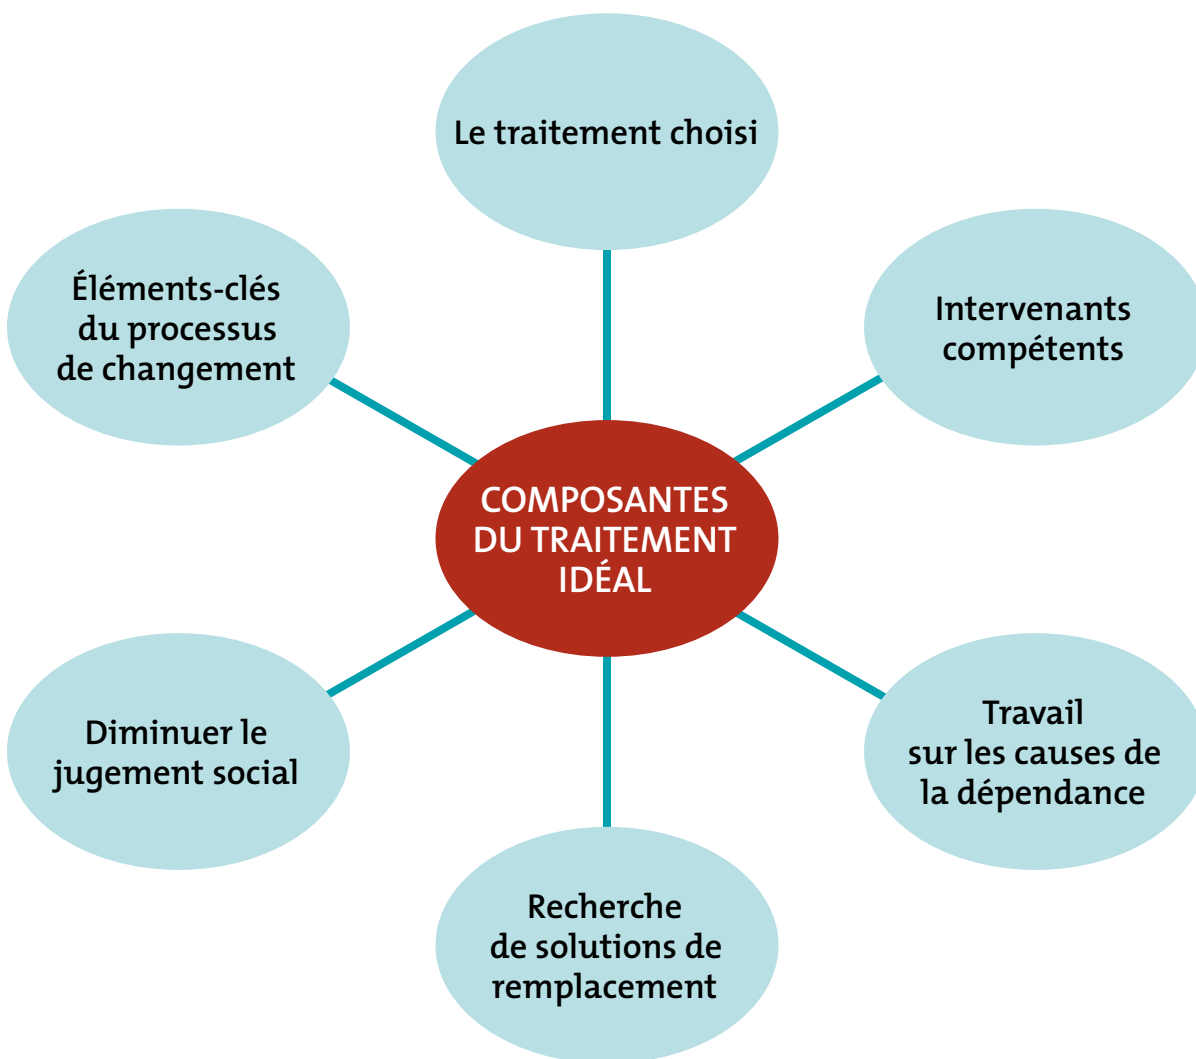 Le traitement choisi
Éléments-clés
du processus
de changement
Intervenants
compétents
COMPOSANTES
DU TRAITEMENT
IDÉAL
Diminuer le
jugement social
Travail
sur les causes de
la dépendance
Recherche
de solutions de
remplacement